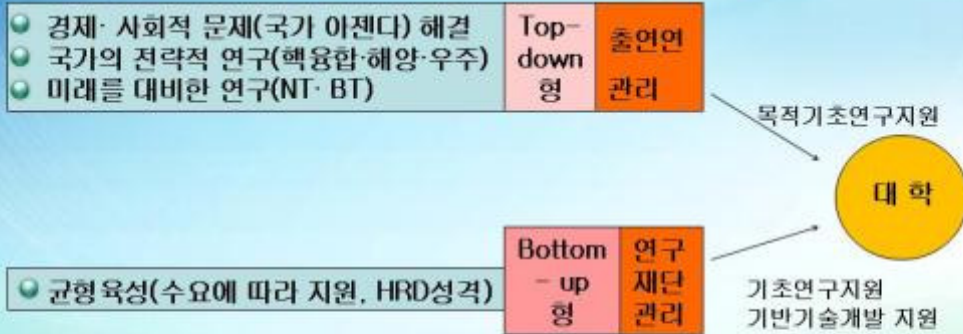 경제· 사회적 문제(국가 아젠다) 해결
국가의 전략적 연구(핵융합·해양·우주)
미래를 대비한 연구(NT· BT)
Top-
down
형
출연연
관리
목적기초연구지원
대 학
균형육성(수요에 따라 지원, HRD성격)
Bottom
- up
형
연구
재단
관리
기초연구지원
기반기술개발 지원